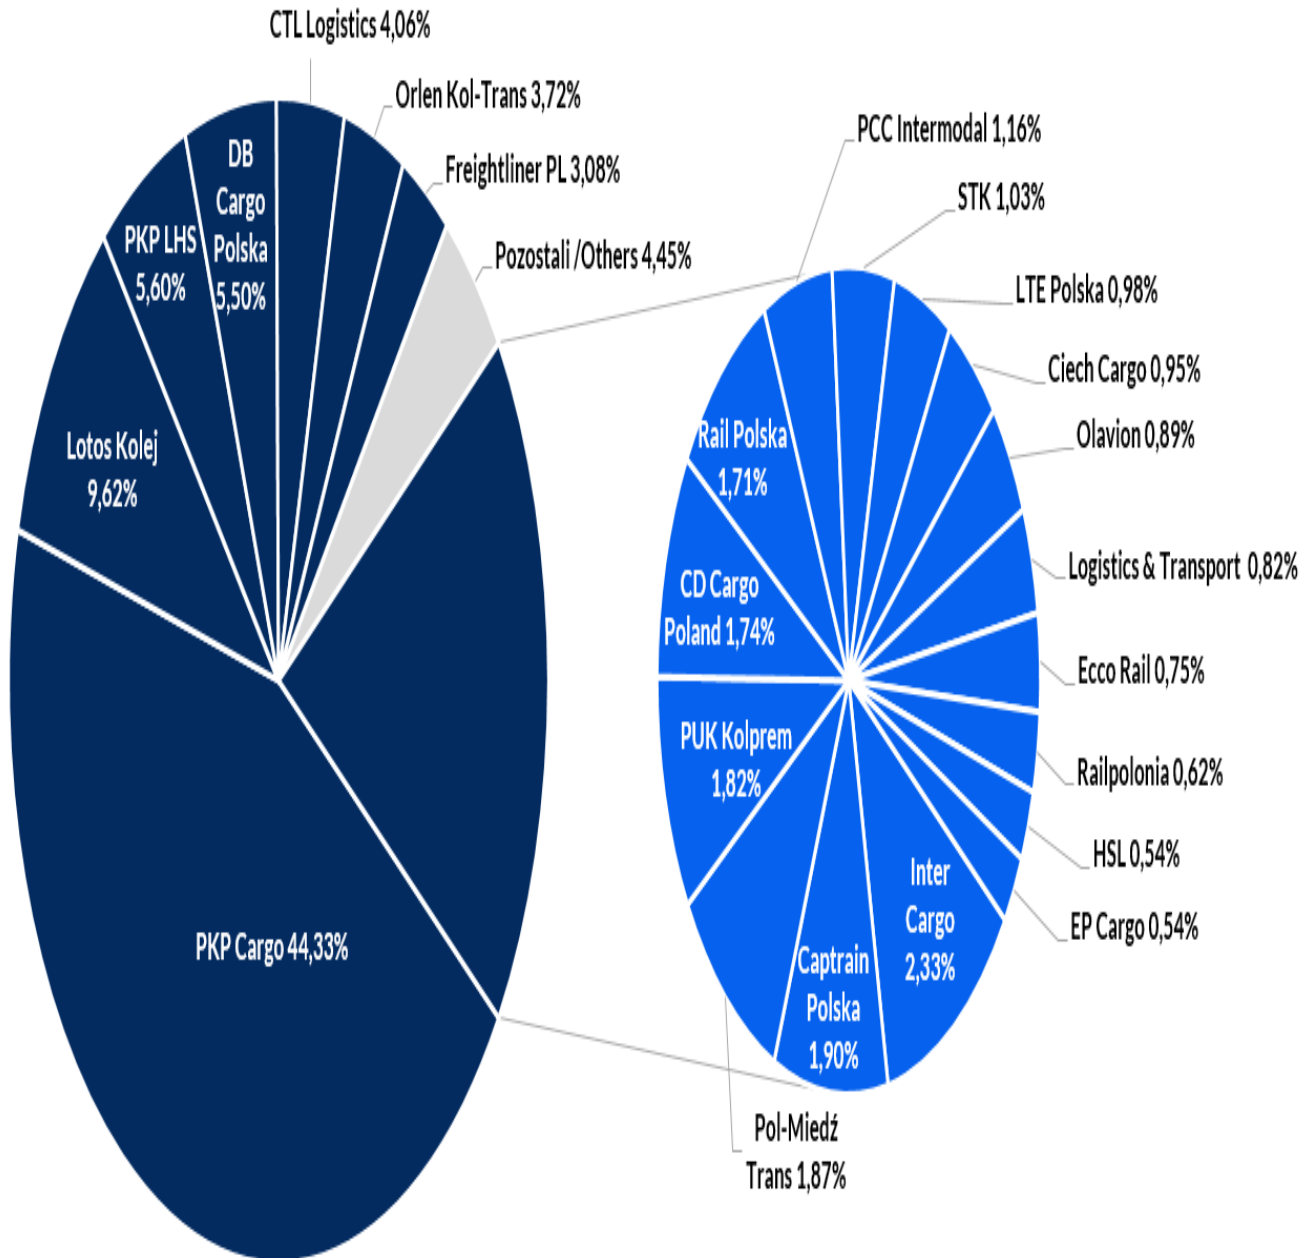 CTL Logistics 4,06%
Orlen Kol-Trans 3,72%
Freightliner PL 3,08%
Pozostali /Others 4,45%
DB
Cargo
Polska
5,50%
PKP LHS
5,60%
Lotos Kolej
9,62%
PKP Cargo 44,33%
PCC Intermodal 1,16%
STK 1,03%
LTE Polska 0,98%
Ciech Cargo 0,95%
Olavion 0,89%
Logistics & Transport 0,82%
Ecco Rail 0,75%
Railpolonia 0,62%
HSL 0,54%
EP Cargo 0,54%
Inter
Cargo
2,33%
Captrain
Polska
1,90%
Pol-Miedź
Trans 1,87%
PUK Kolprem
1,82%
CD Cargo
Poland 1,74%
Rail Polska
1,71%